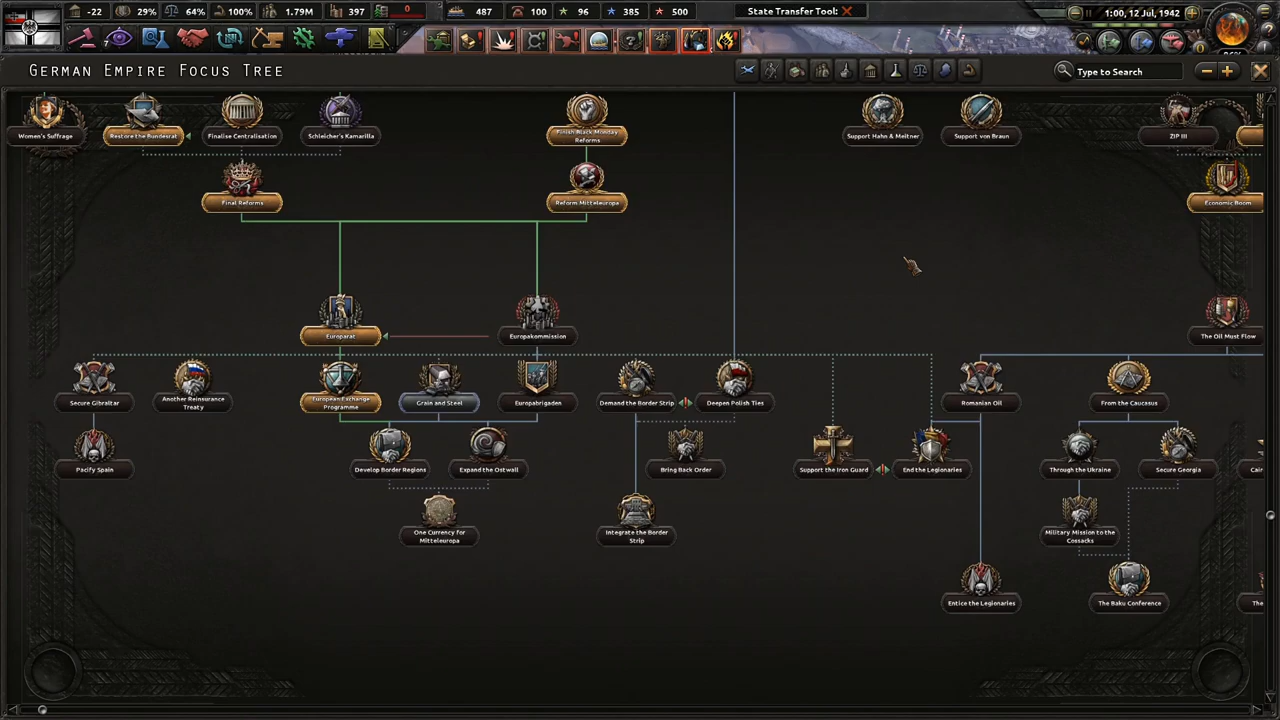 -22 29% 64% 100% 1.79M 397 0 487 100 96 385 500 State Transfer Tool: 1:00, 12 Jul, 1942
7
86%
GERMAN EMPIRE FOCUS TREE
Type to Search
Women's Suffrage
Restore the Bundesrat
Finalise Centralisation
Schleicher's Kamarilla
Finish Black Monday
Reforms
Support Hahn & Meitner
Support von Braun
ZIP III
Final Reforms
Reform Mitteleuropa
Economic Boom
Europarat
Europakommission
The Oil Must Flow
Secure Gibraltar
Another Reinsurance
Treaty
European Exchange
Programme
Grain and Steel
Europabrigaden
Demand the Border Strip
Deepen Polish Ties
Romanian Oil
From the Caucasus
Pacify Spain
Develop Border Regions
Expand the Ostwall
Bring Back Order
Support the Iron Guard
End the Legionaries
Through the Ukraine
Secure Georgia
One Currency for
Mitteleuropa
Integrate the Border
Strip
Military Mission to the
Cossacks
Entice the Legionaries
The Baku Conference